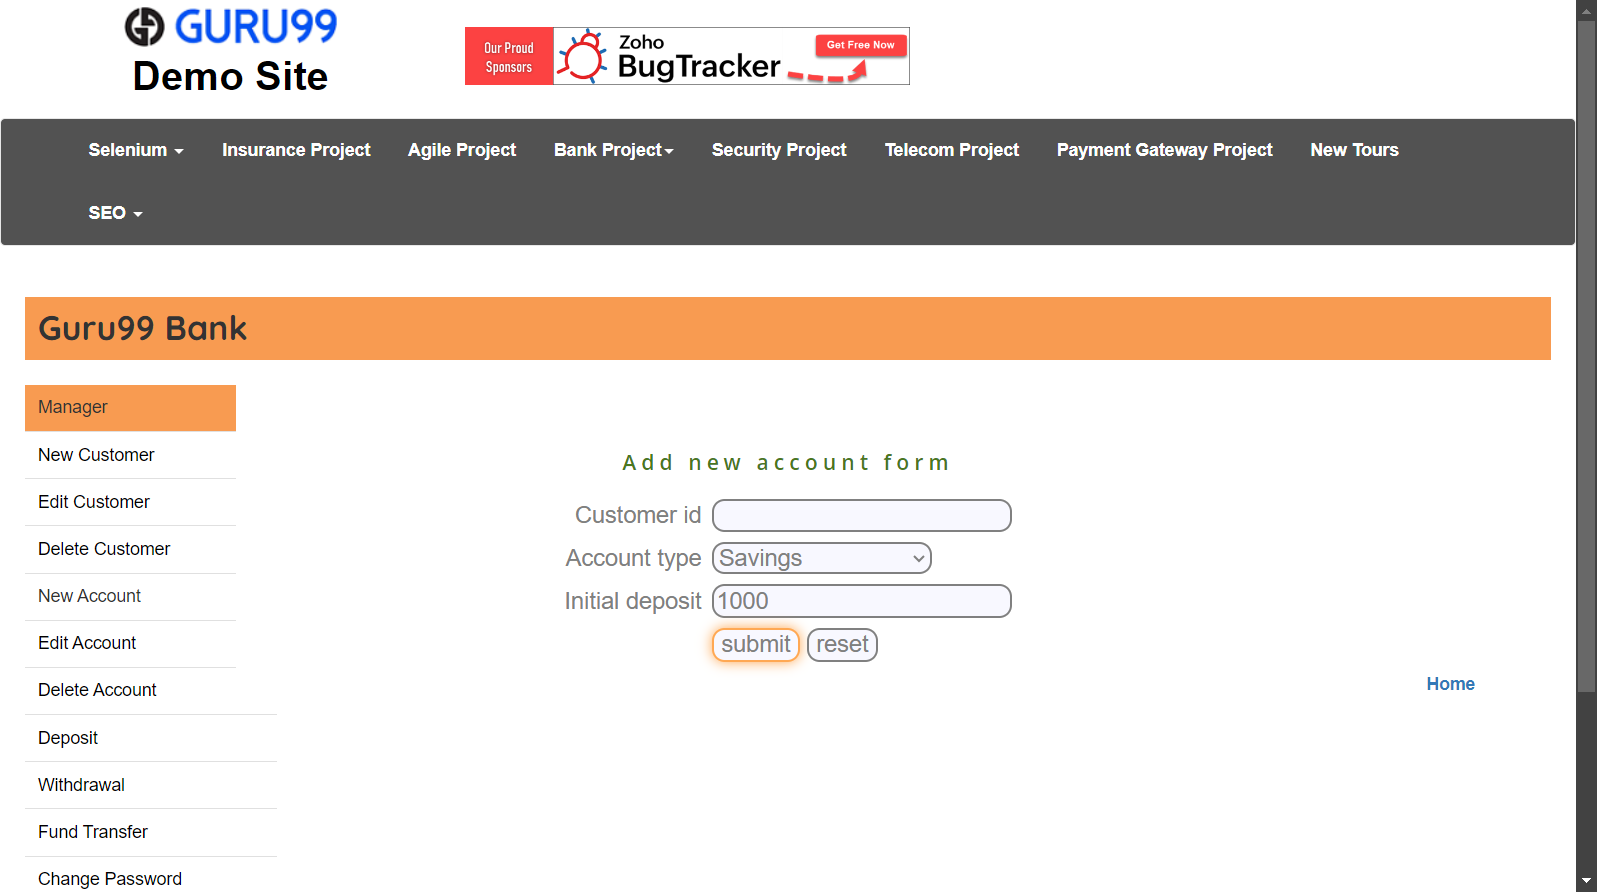 GURU99
Demo Site
Our Proud
Sponsors
Zoho
BugTracker
Get Free Now
Selenium
Insurance Project
Agile Project
Bank Project
Security Project
Telecom Project
Payment Gateway Project
New Tours
SEO
Guru99 Bank
Manager
New Customer
Edit Customer
Delete Customer
New Account
Edit Account
Delete Account
Deposit
Withdrawal
Fund Transfer
Change Password
Add new account form
Customer id
Account type Savings
Initial deposit 1000
submit reset
Home